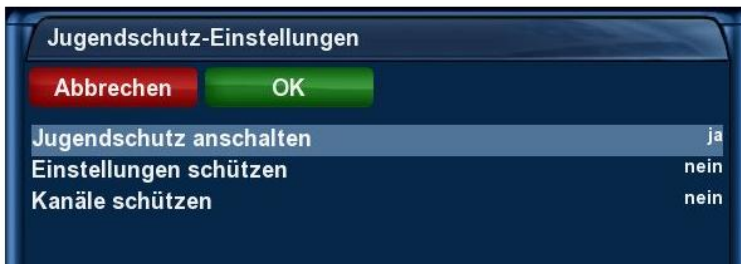 Jugendschutz-Einstellungen
Abbrechen OK
Jugendschutz anschalten ja
Einstellungen schützen nein
Kanäle schützen nein